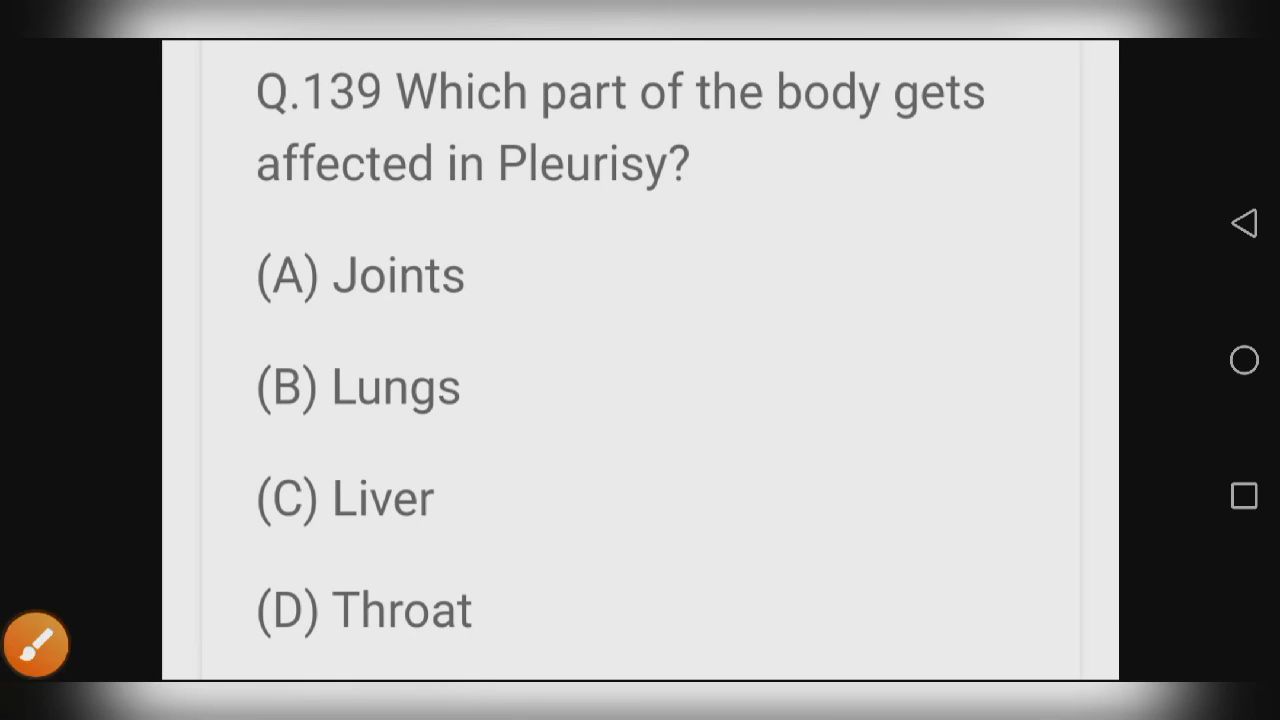 Q.139 Which part of the body gets
affected in Pleurisy?
(A) Joints
(B) Lungs
(C) Liver
(D) Throat